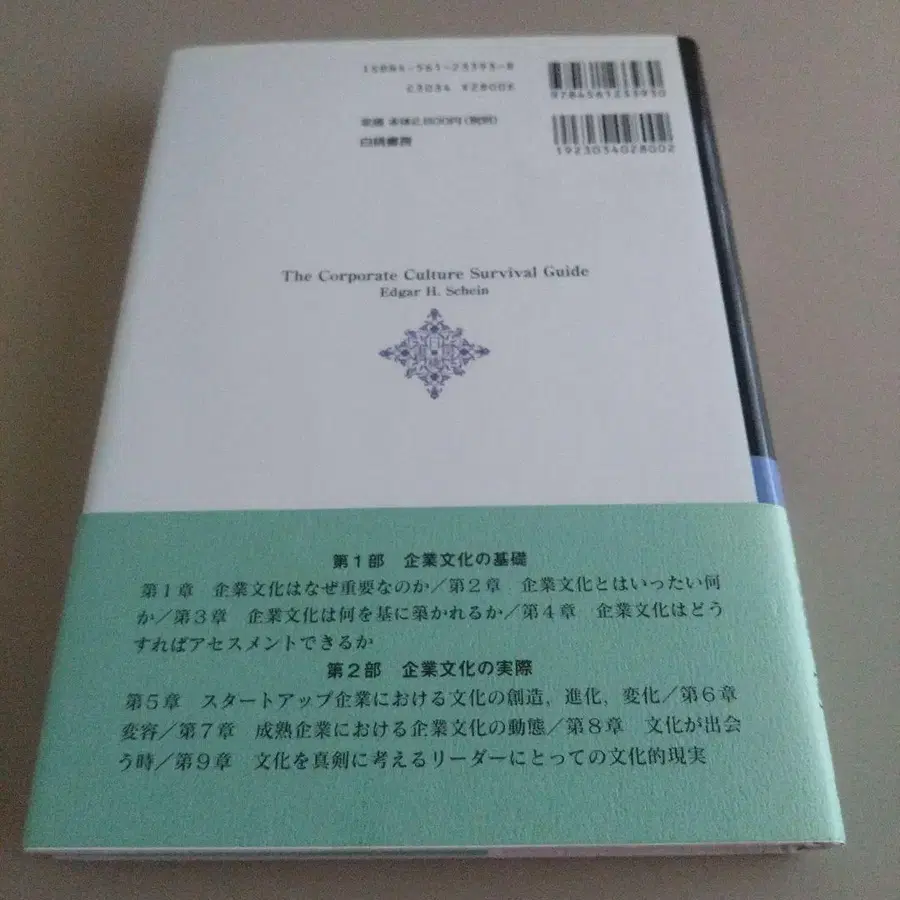 ISBN4-561-23393-8
C3034 ¥2800E
9784561233930
定価 本体2,800円(税別)
白桃書房
1923034028002
The Corporate Culture Survival Guide
Edgar H. Schein
第1部 企業文化の基礎
第1章 企業文化はなぜ重要なのか/第2章 企業文化とはいったい何
か/第3章 企業文化は何を基に築かれるか/第4章 企業文化はどう
すればアセスメントできるか
第2部 企業文化の実際
第5章 スタートアップ企業における文化の創造,進化,変化/第6章
変容/第7章 成熟企業における企業文化の動態/第8章 文化が出会
う時/第9章 文化を真剣に考えるリーダーにとっての文化的現実